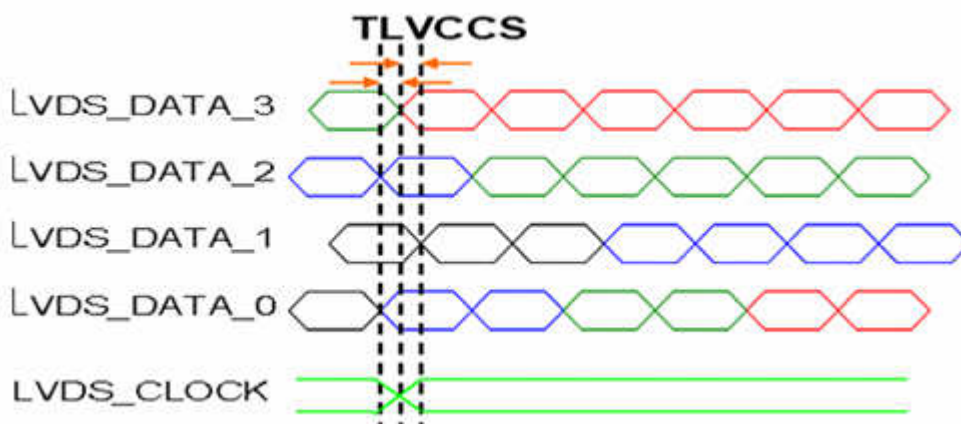 TLVCCS
LVDS_DATA_3
LVDS_DATA_2
LVDS_DATA_1
LVDS_DATA_0
LVDS_CLOCK